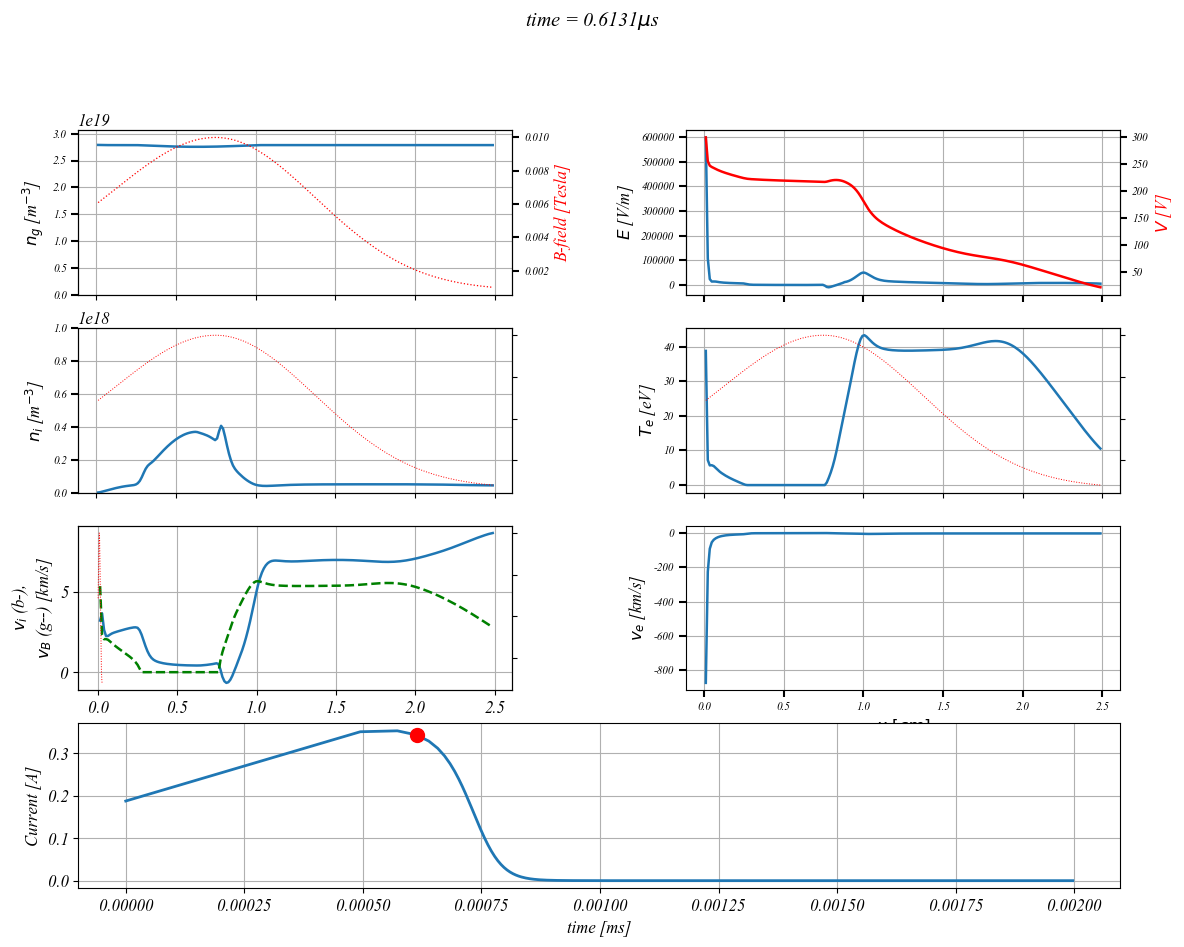 time = 0.6131μs
1e19
3.0
2.5
2.0
1.5
1.0
0.5
0.0
n_g [m^−3]
0.010
0.008
0.006
0.004
0.002
B-field [Tesla]
600000
500000
400000
300000
200000
100000
0
E [V/m]
300
250
200
150
100
50
V [V]
1e18
1.0
0.8
0.6
0.4
0.2
0.0
n_i [m^−3]
40
30
20
10
0
T_e [eV]
5
0
v_i (b-),
v_B (g--) [km/s]
0.0 0.5 1.0 1.5 2.0 2.5
0
-200
-400
-600
-800
v_e [km/s]
0.0 0.5 1.0 1.5 2.0 2.5
0.3
0.2
0.1
0.0
Current [A]
0.00000 0.00025 0.00050 0.00075 0.00100 0.00125 0.00150 0.00175 0.00200
time [ms]